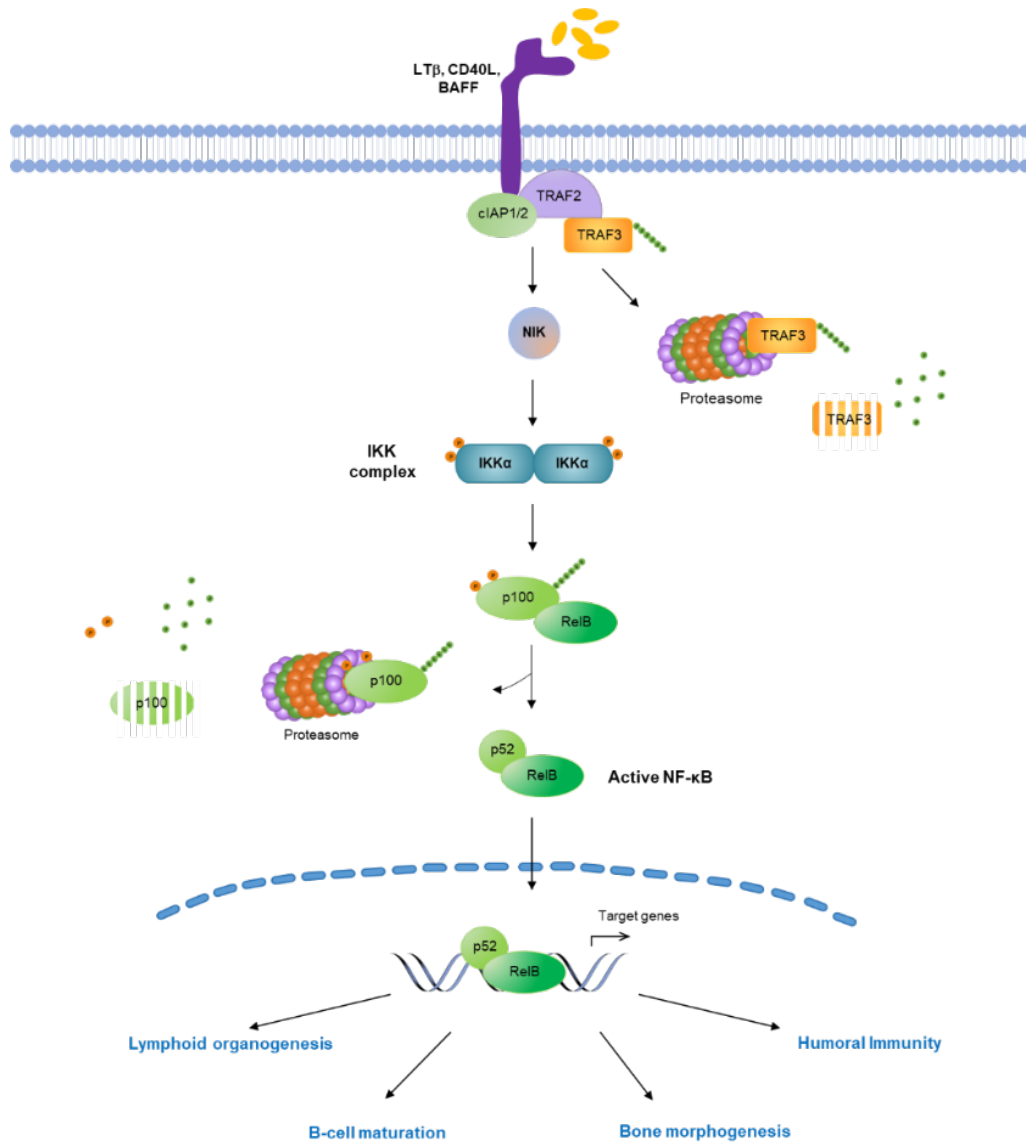 LTβ, CD40L,
BAFF
TRAF2
cIAP1/2
TRAF3
NIK
TRAF3
Proteasome
TRAF3
IKK
complex
IKKα
IKKα
P
P
P
P
P
P
p100
RelB
P
P
P
P
p100
p100
Proteasome
p52
RelB
Active NF-κB
Target genes
p52
RelB
Lymphoid organogenesis
Humoral Immunity
B-cell maturation
Bone morphogenesis